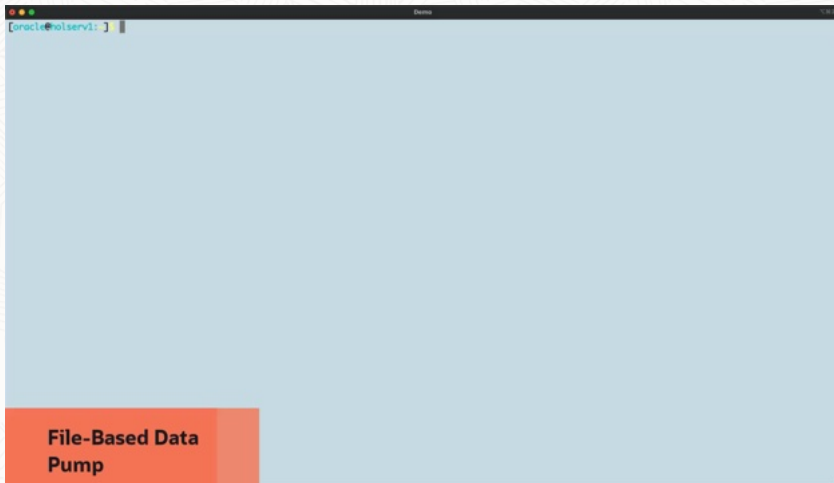 Demo
[oracle@holserv1: ]
File-Based Data
Pump